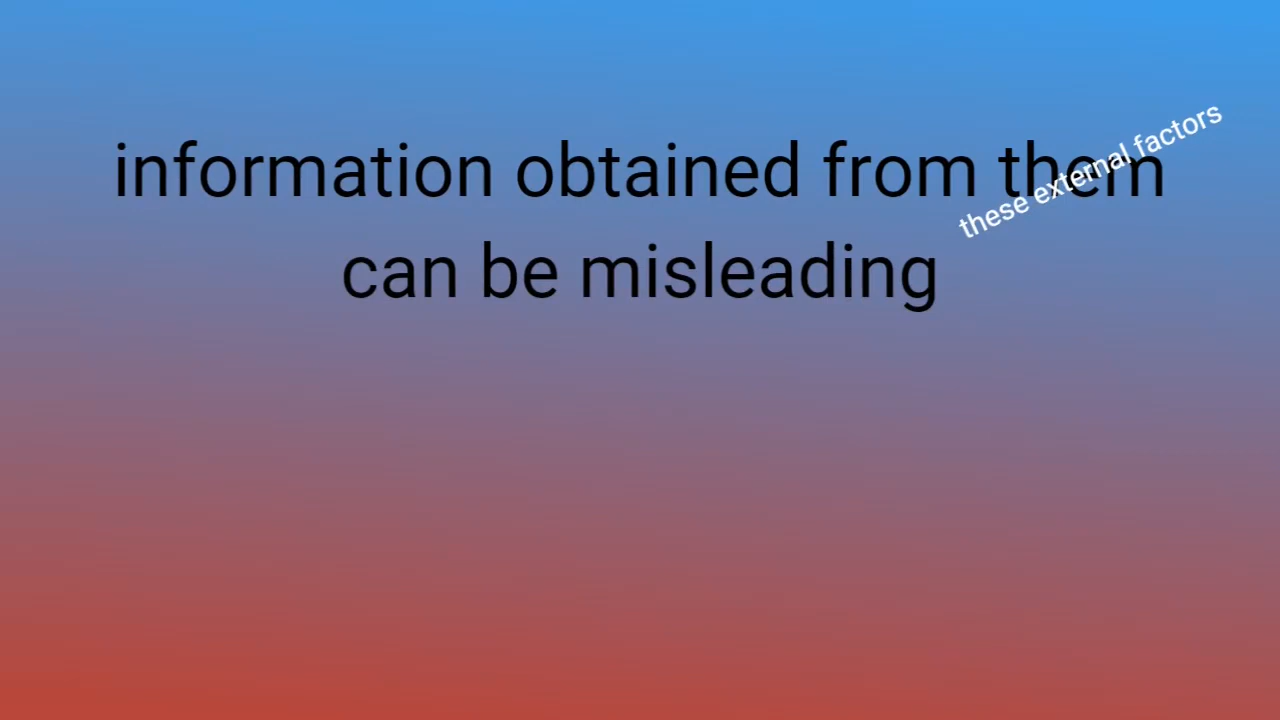 information obtained from them
can be misleading
these external factors